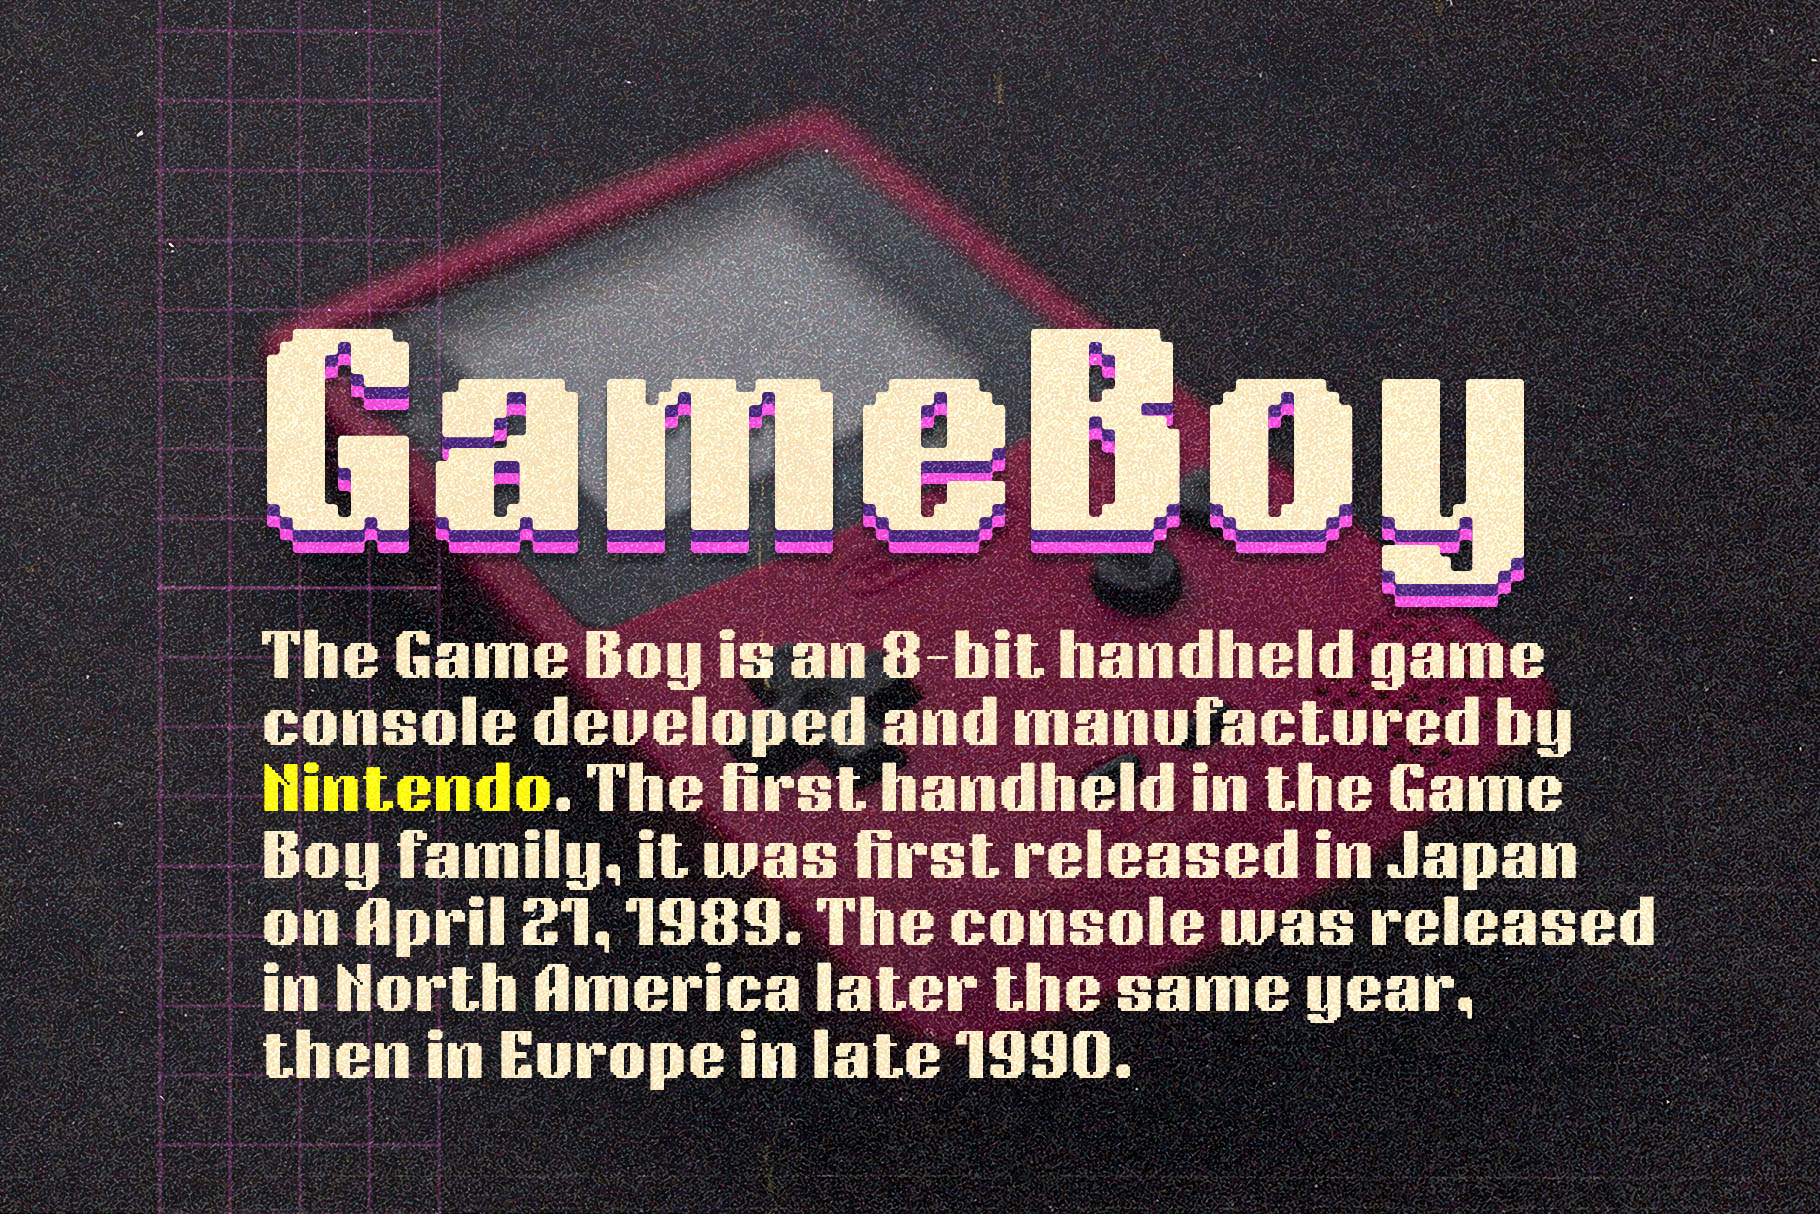 GameBoy
The Game Boy is an 8-bit handheld game
console developed and manufactured by
Nintendo. The first handheld in the Game
Boy family, it was first released in Japan
on April 21, 1989. The console was released
in North America later the same year,
then in Europe in late 1990.